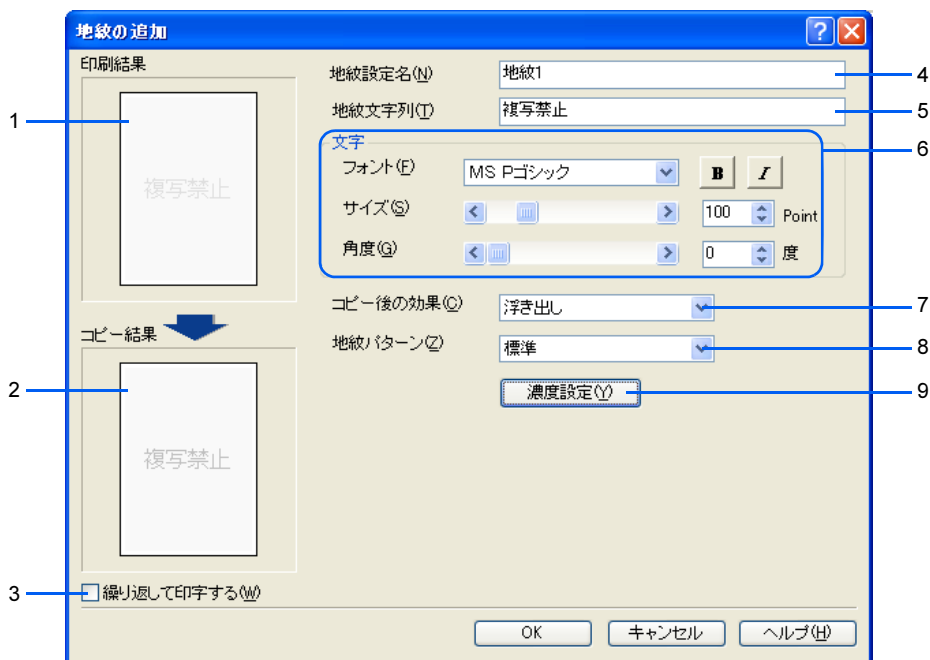 地紋の追加
印刷結果
複写禁止
1
コピー結果
複写禁止
2
3
繰り返して印字する(W)
地紋設定名(N) 地紋1
4
地紋文字列(T) 複写禁止
5
文字
6
フォント(F) MS Pゴシック B I
サイズ(S) 100 Point
角度(G) 0 度
コピー後の効果(C) 浮き出し
7
地紋パターン(Z) 標準
8
濃度設定(Y)
9
OK キャンセル ヘルプ(H)